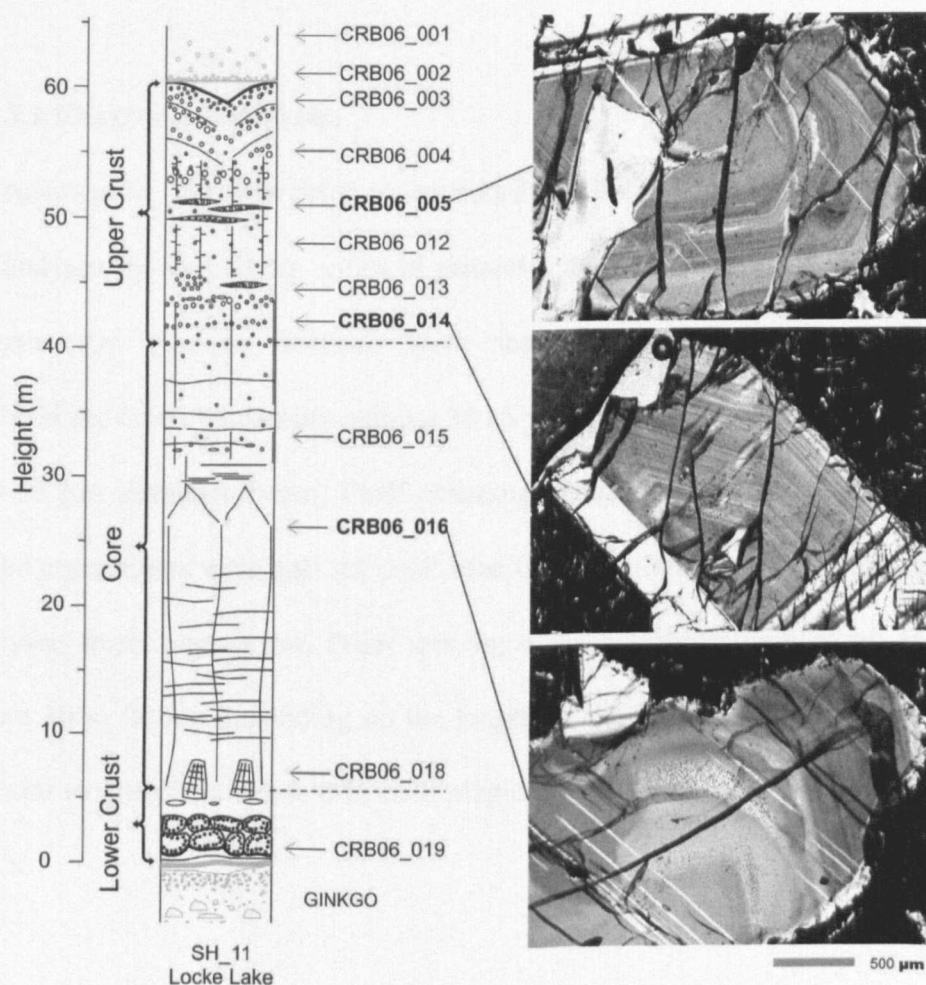 CRB06_001
60
CRB06_002
CRB06_003
CRB06_004
Upper Crust
50
CRB06_005
CRB06_012
CRB06_013
CRB06_014
40
Height (m)
CRB06_015
30
CRB06_016
Core
20
10
CRB06_018
Lower Crust
CRB06_019
0
GINKGO
SH_11
Locke Lake
500 µm